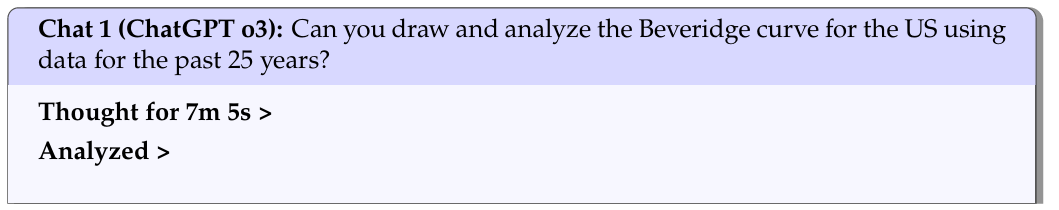 Chat 1 (ChatGPT o3): Can you draw and analyze the Beveridge curve for the US using
data for the past 25 years?
Thought for 7m 5s >
Analyzed >